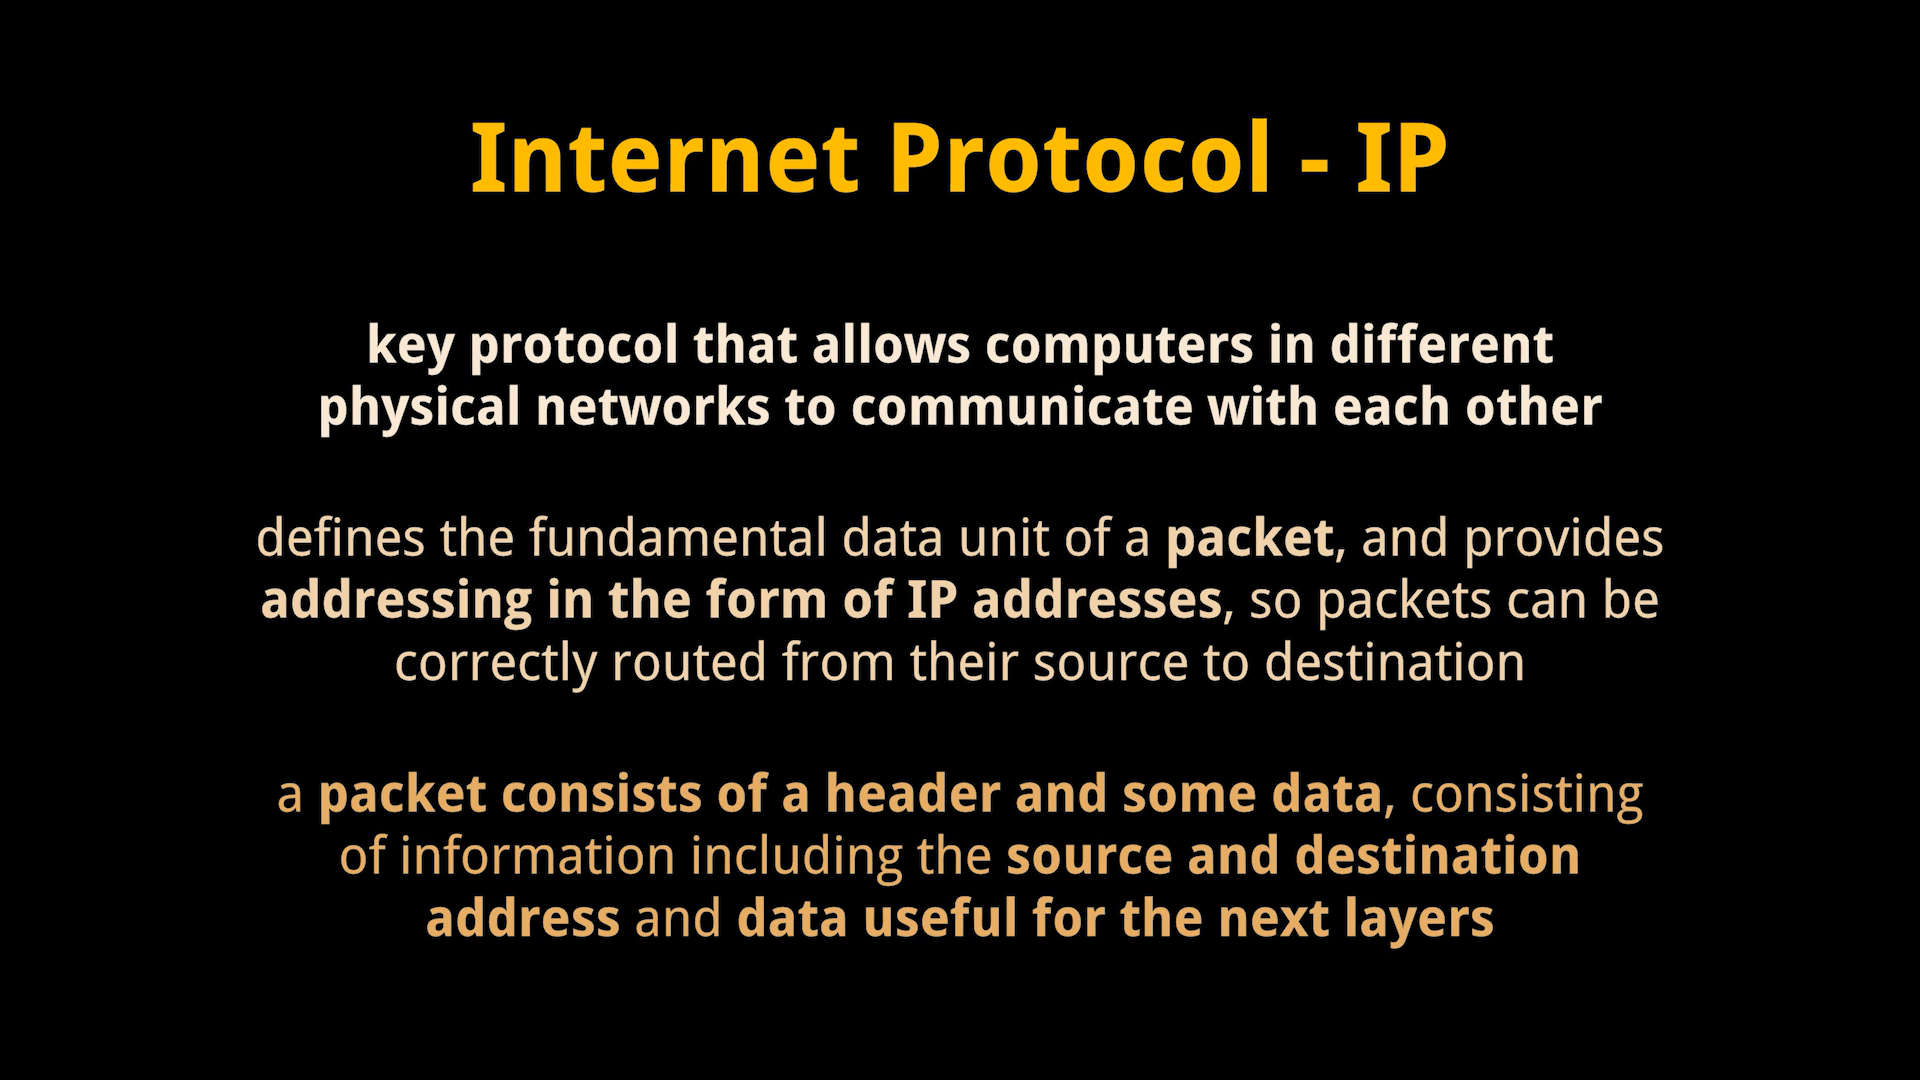 Internet Protocol - IP
key protocol that allows computers in different
physical networks to communicate with each other
defines the fundamental data unit of a packet, and provides
addressing in the form of IP addresses, so packets can be
correctly routed from their source to destination
a packet consists of a header and some data, consisting
of information including the source and destination
address and data useful for the next layers